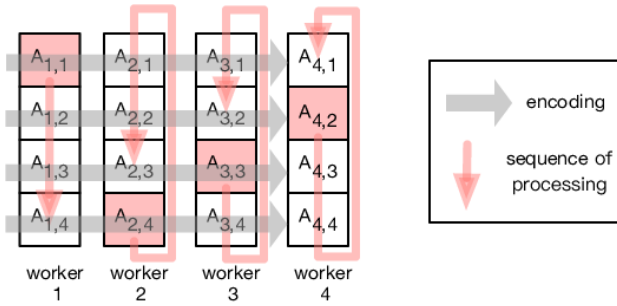 A1,1 A2,1 A3,1 A4,1
A1,2 A2,2 A3,2 A4,2
A1,3 A2,3 A3,3 A4,3
A1,4 A2,4 A3,4 A4,4
worker worker worker worker
1 2 3 4
encoding
sequence of
processing